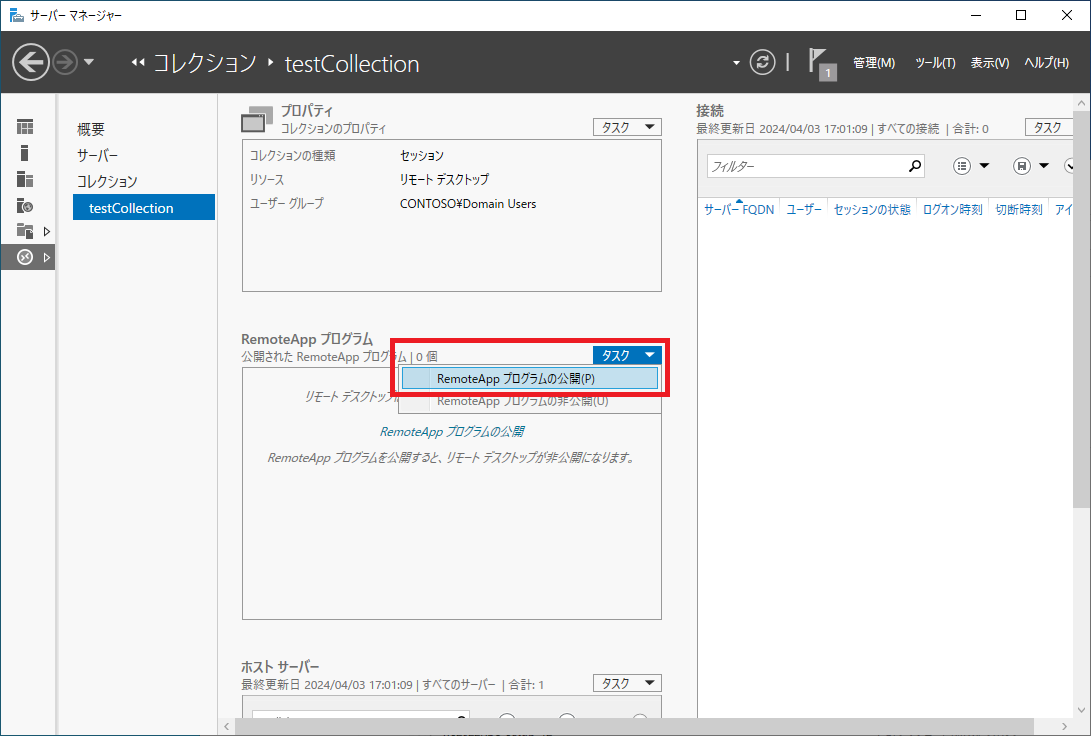 サーバー マネージャー
コレクション
testCollection
1
管理(M)
ツール(T)
表示(V)
ヘルプ(H)
概要
サーバー
コレクション
testCollection
プロパティ
コレクションのプロパティ
タスク
コレクションの種類
セッション
リソース
リモート デスクトップ
ユーザー グループ
CONTOSO¥Domain Users
RemoteApp プログラム
公開された RemoteApp プログラム | 0 個
タスク
RemoteApp プログラムの公開(P)
RemoteApp プログラムの非公開(U)
リモート デスクトップ
RemoteApp プログラムの公開
RemoteApp プログラムを公開すると、リモート デスクトップが非公開になります。
ホスト サーバー
最終更新日 2024/04/03 17:01:09 | すべてのサーバー | 合計: 1
タスク
接続
最終更新日 2024/04/03 17:01:09 | すべての接続 | 合計: 0
タスク
フィルター
サーバー FQDN
ユーザー
セッションの状態
ログオン時刻
切断時刻
アイ